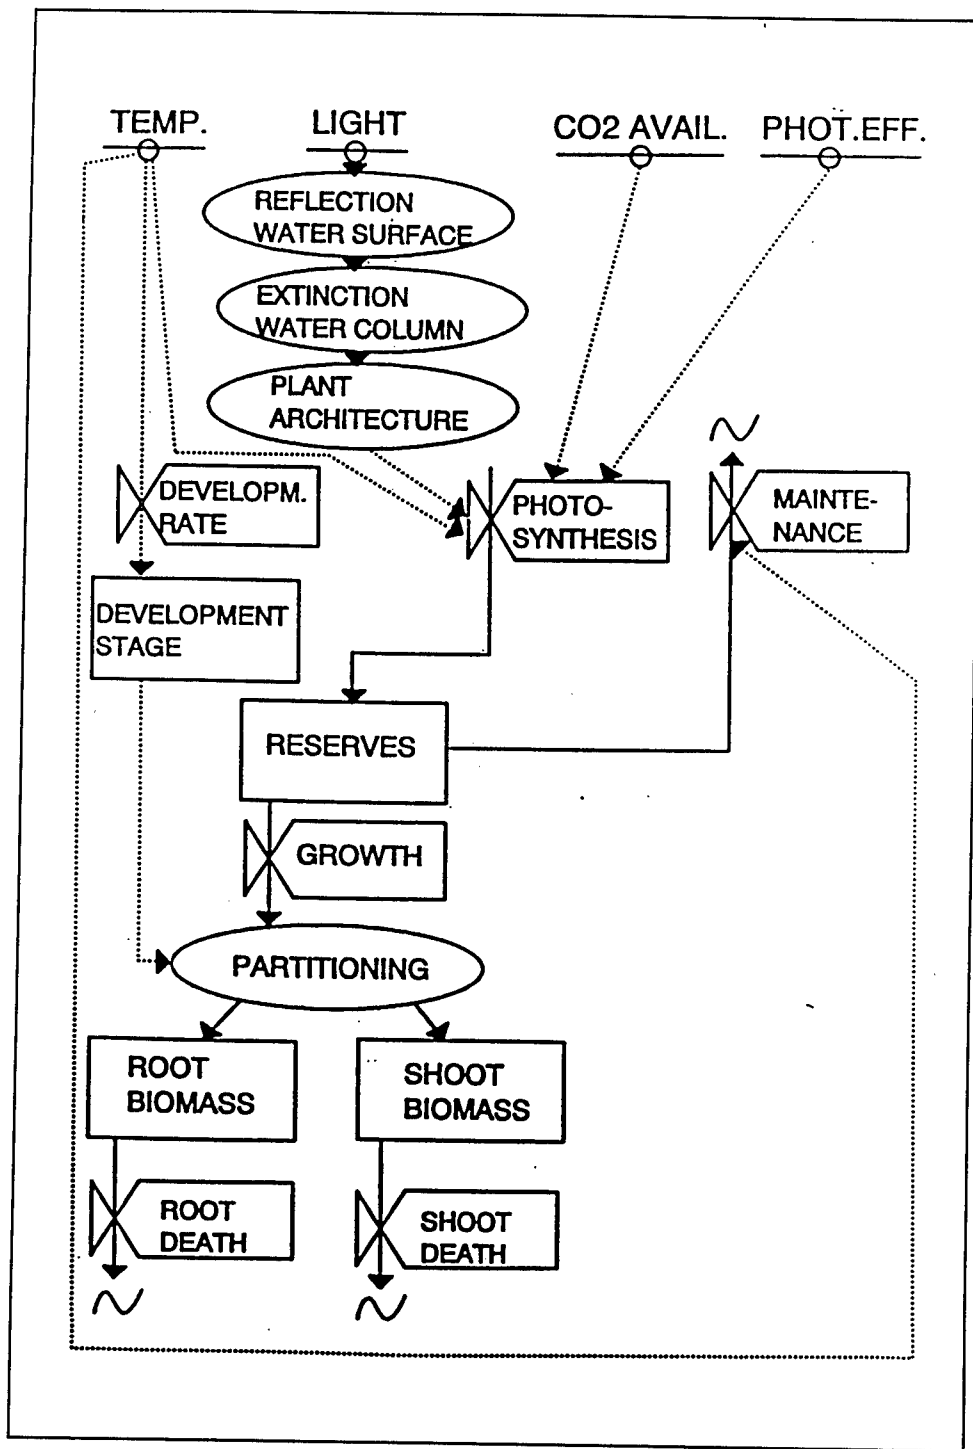 TEMP. LIGHT CO2 AVAIL. PHOT.EFF.
REFLECTION
WATER SURFACE
EXTINCTION
WATER COLUMN
PLANT
ARCHITECTURE
DEVELOPM.
RATE
PHOTO-
SYNTHESIS
MAINTE-
NANCE
DEVELOPMENT
STAGE
RESERVES
GROWTH
PARTITIONING
ROOT
BIOMASS
SHOOT
BIOMASS
ROOT
DEATH
SHOOT
DEATH